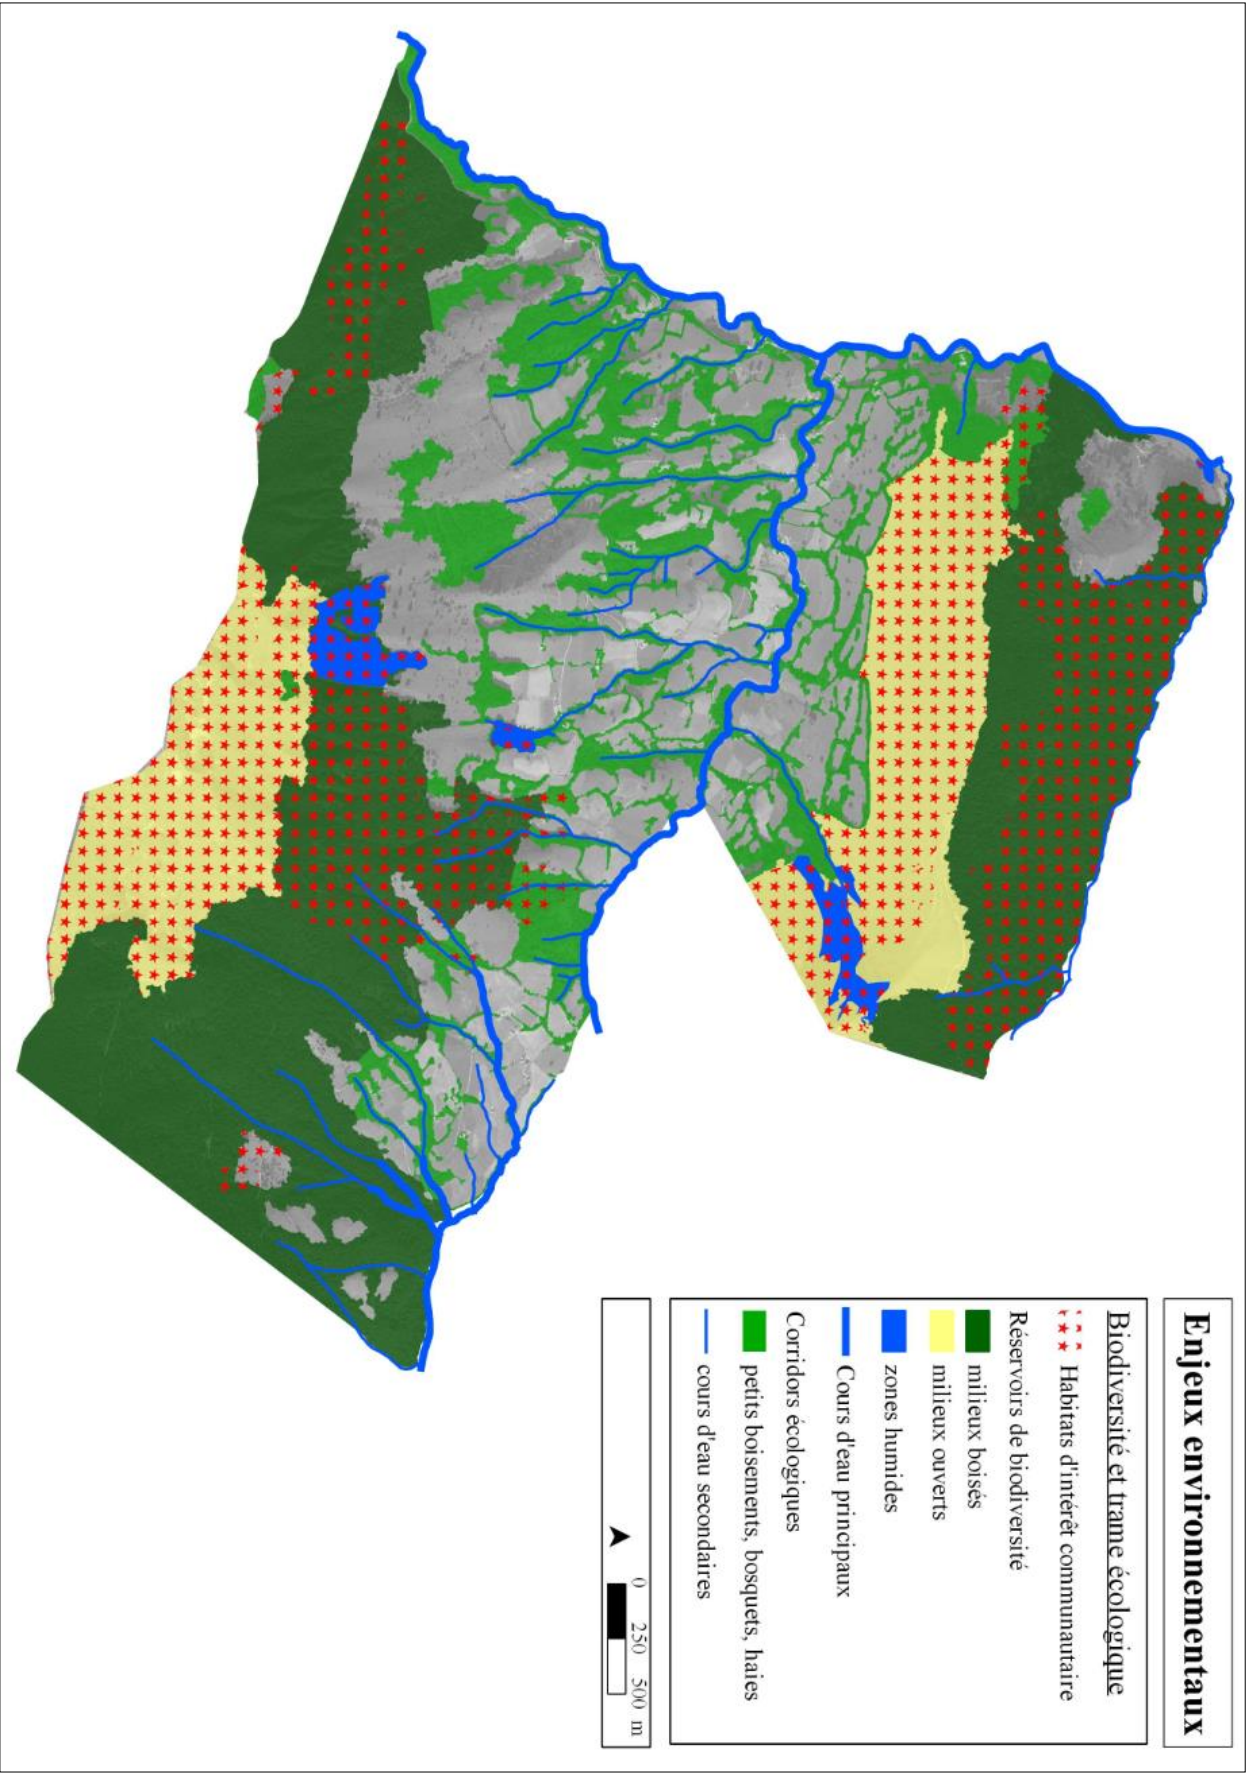 Enjeux environnementaux
Biodiversité et trame écologique
Habitats d'intérêt communautaire
Réservoirs de biodiversité
milieux boisés
milieux ouverts
zones humides
Cours d'eau principaux
Corridors écologiques
petits boisements, bosquets, haies
cours d'eau secondaires
0 250 500 m